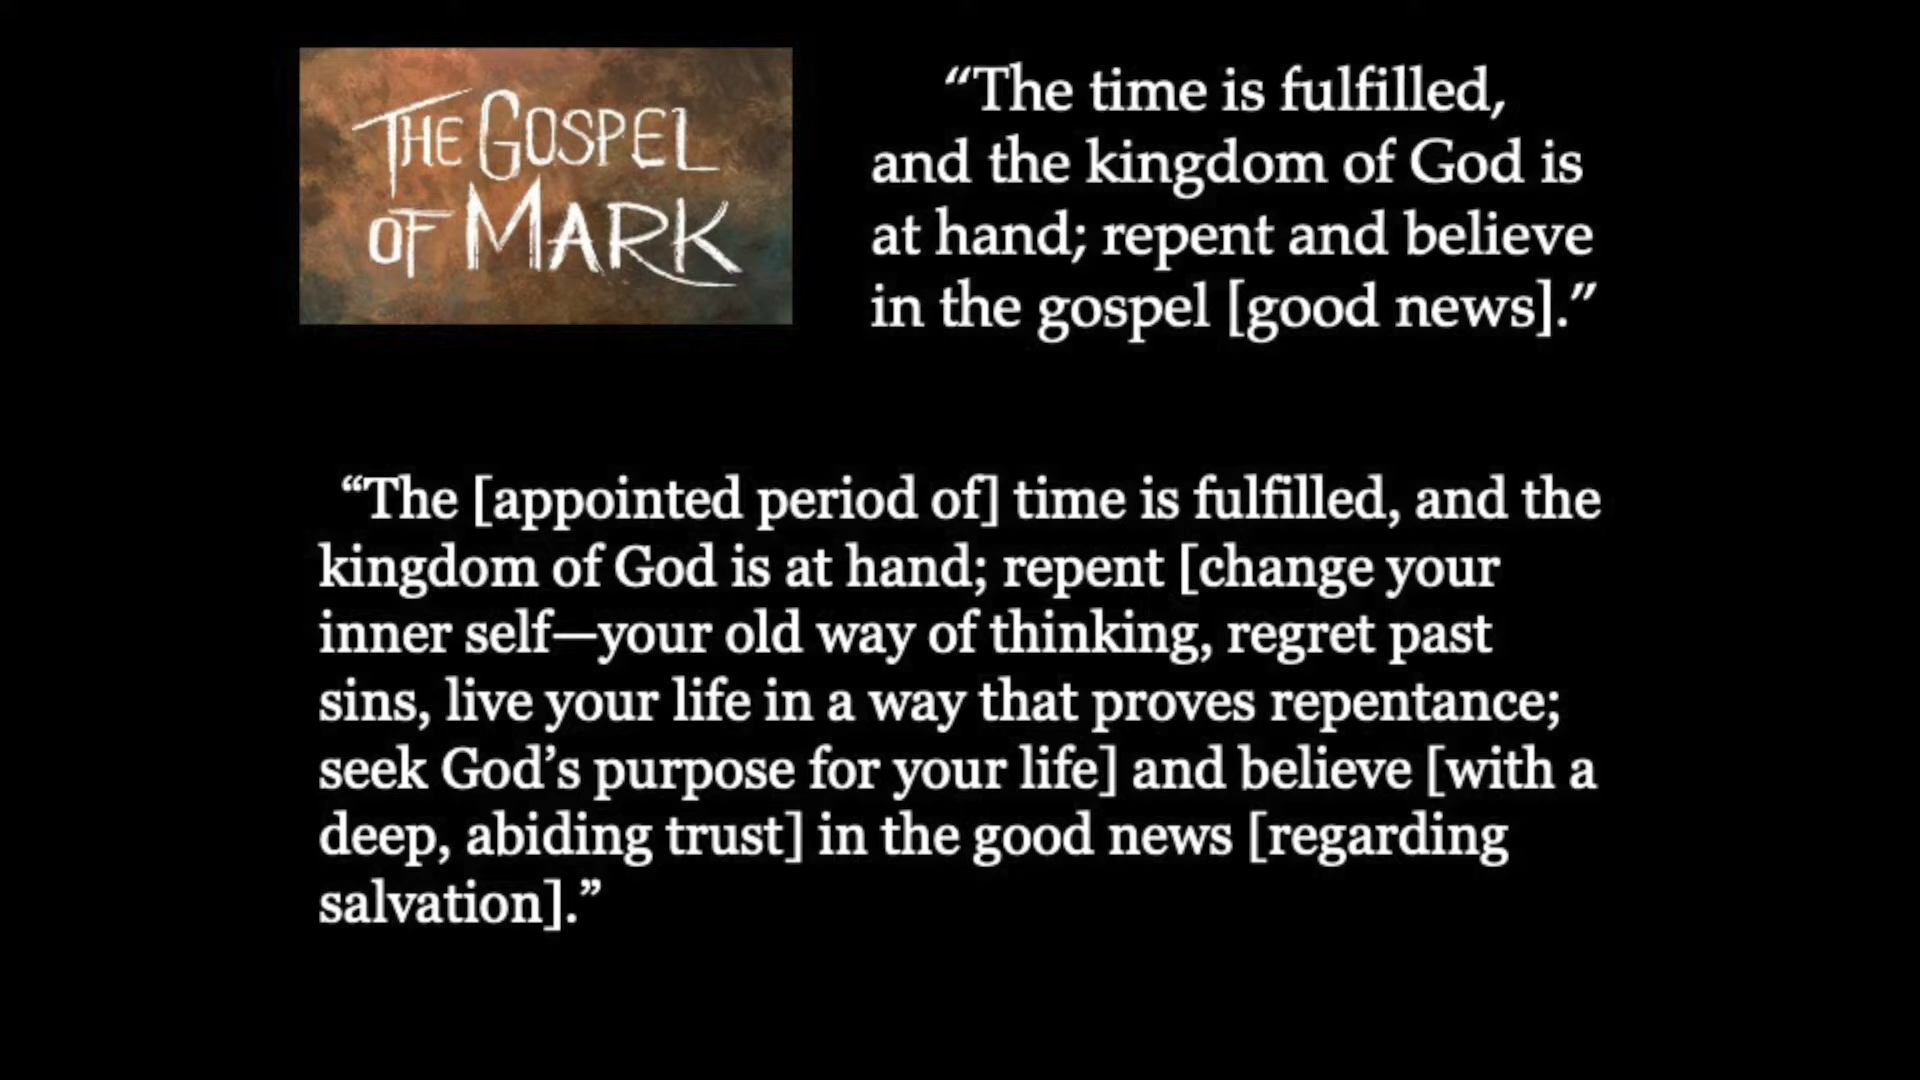 THE GOSPEL
OF MARK
“The time is fulfilled,
and the kingdom of God is
at hand; repent and believe
in the gospel [good news].”
“The [appointed period of] time is fulfilled, and the
kingdom of God is at hand; repent [change your
inner self—your old way of thinking, regret past
sins, live your life in a way that proves repentance;
seek God’s purpose for your life] and believe [with a
deep, abiding trust] in the good news [regarding
salvation].”